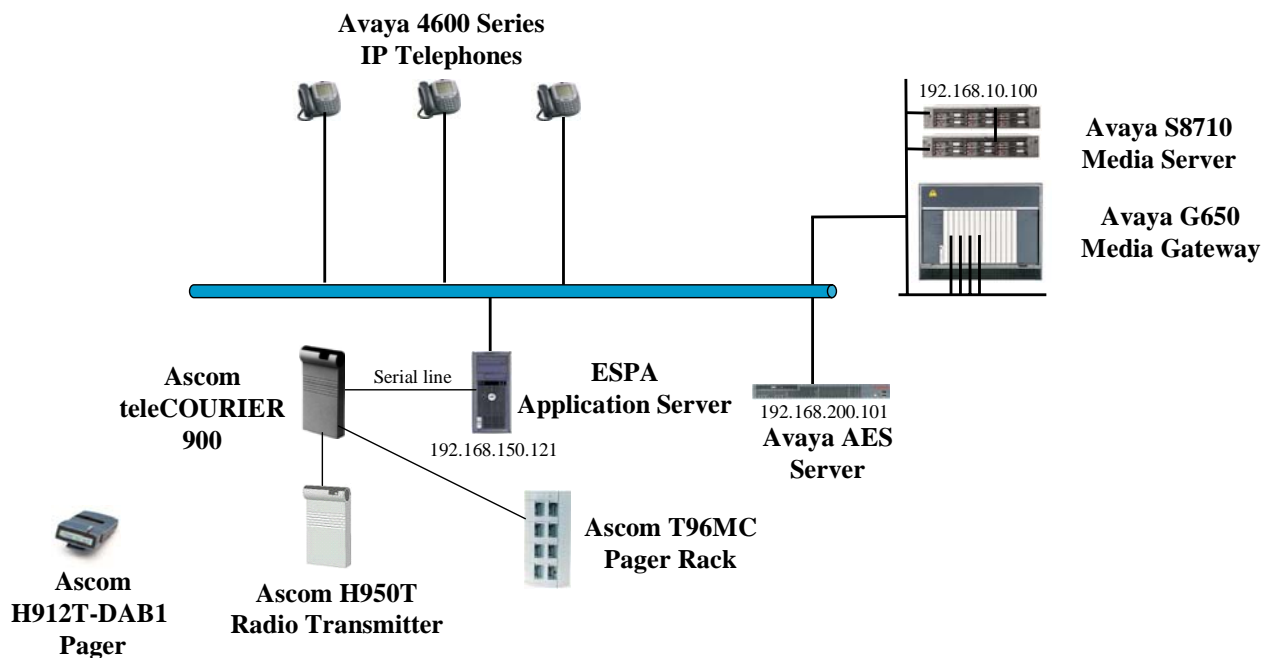 Avaya 4600 Series
IP Telephones
192.168.10.100
Avaya S8710
Media Server
Avaya G650
Media Gateway
Ascom
teleCOURIER
900
Serial line
ESPA
Application Server
192.168.150.121
192.168.200.101
Avaya AES
Server
Ascom T96MC
Pager Rack
Ascom
H912T-DAB1
Pager
Ascom H950T
Radio Transmitter